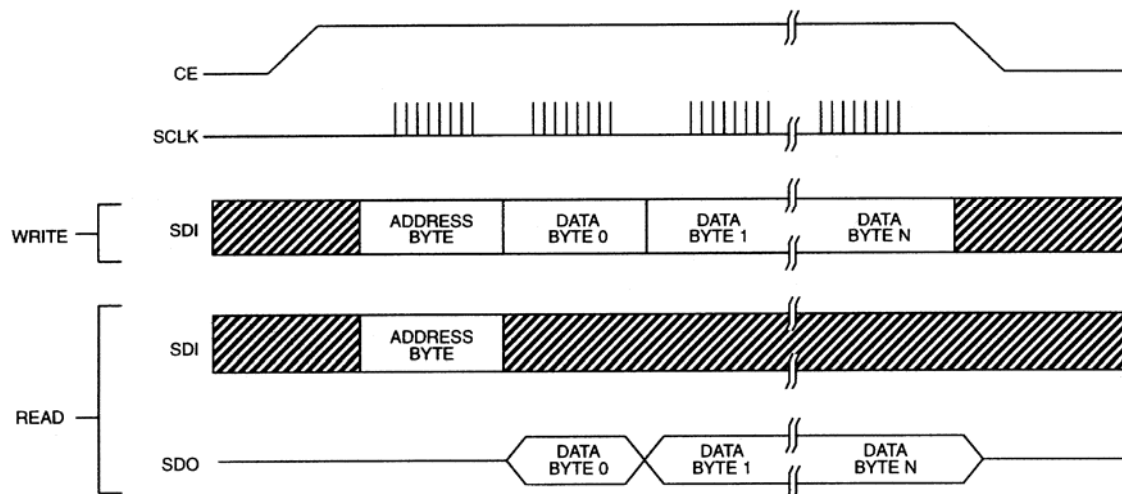 CE
SCLK
WRITE
SDI
ADDRESS
BYTE
DATA
BYTE 0
DATA
BYTE 1
DATA
BYTE N
READ
SDI
ADDRESS
BYTE
SDO
DATA
BYTE 0
DATA
BYTE 1
DATA
BYTE N